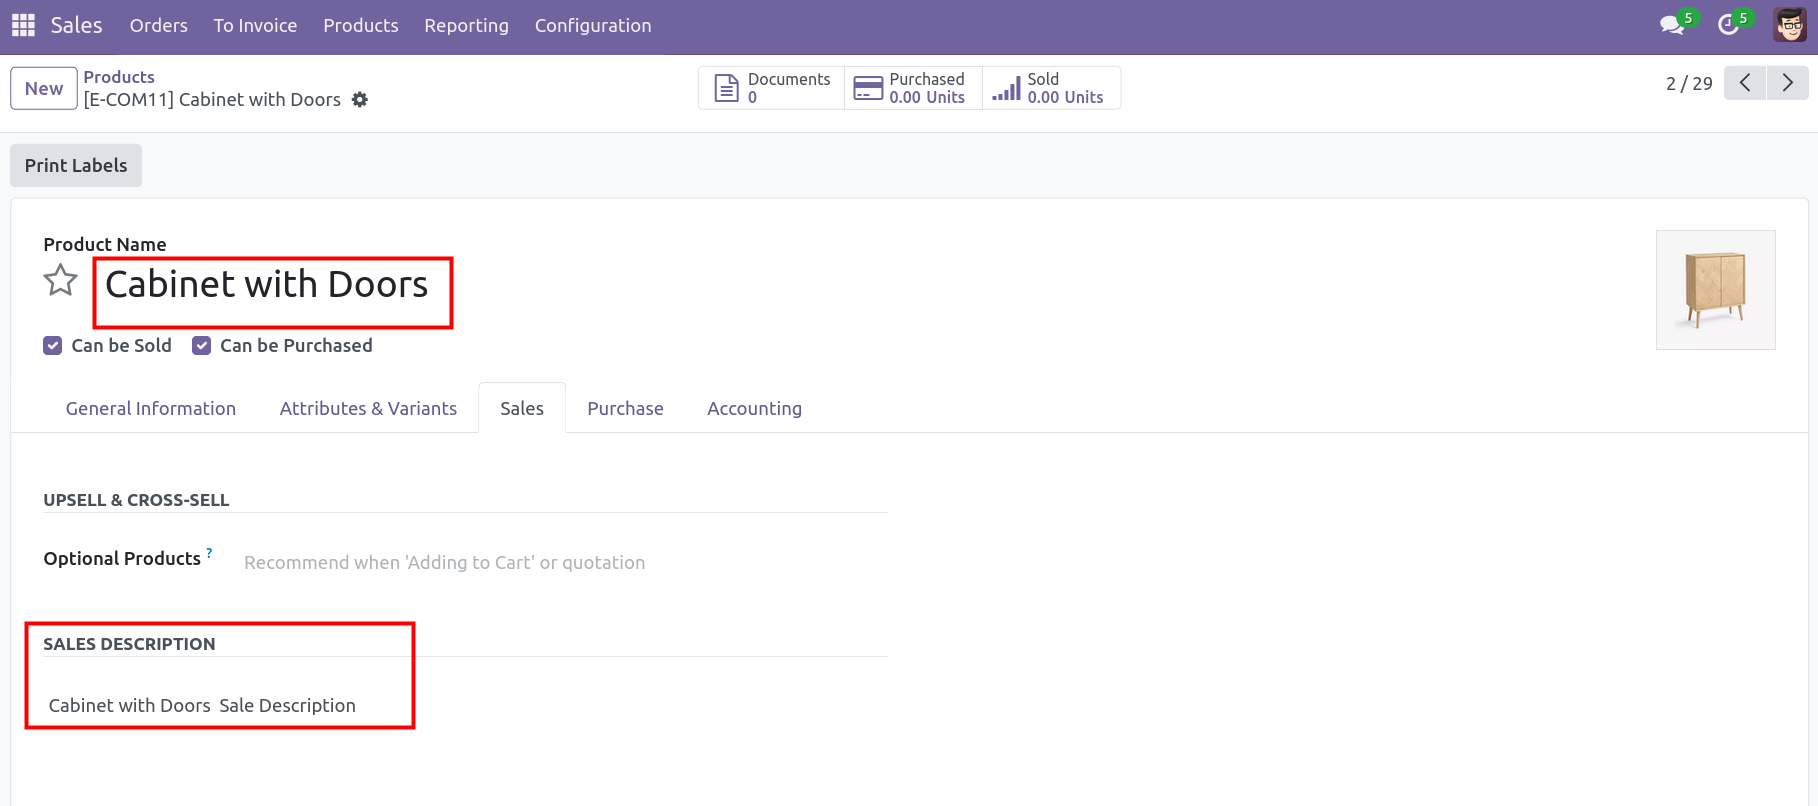 Sales Orders To Invoice Products Reporting Configuration 5 5
New Products
[E-COM11] Cabinet with Doors
Documents
0
Purchased
0.00 Units
Sold
0.00 Units
2 / 29
Print Labels
Product Name
Cabinet with Doors
Can be Sold Can be Purchased
General Information Attributes & Variants Sales Purchase Accounting
UPSELL & CROSS-SELL
Optional Products ? Recommend when 'Adding to Cart' or quotation
SALES DESCRIPTION
Cabinet with Doors Sale Description